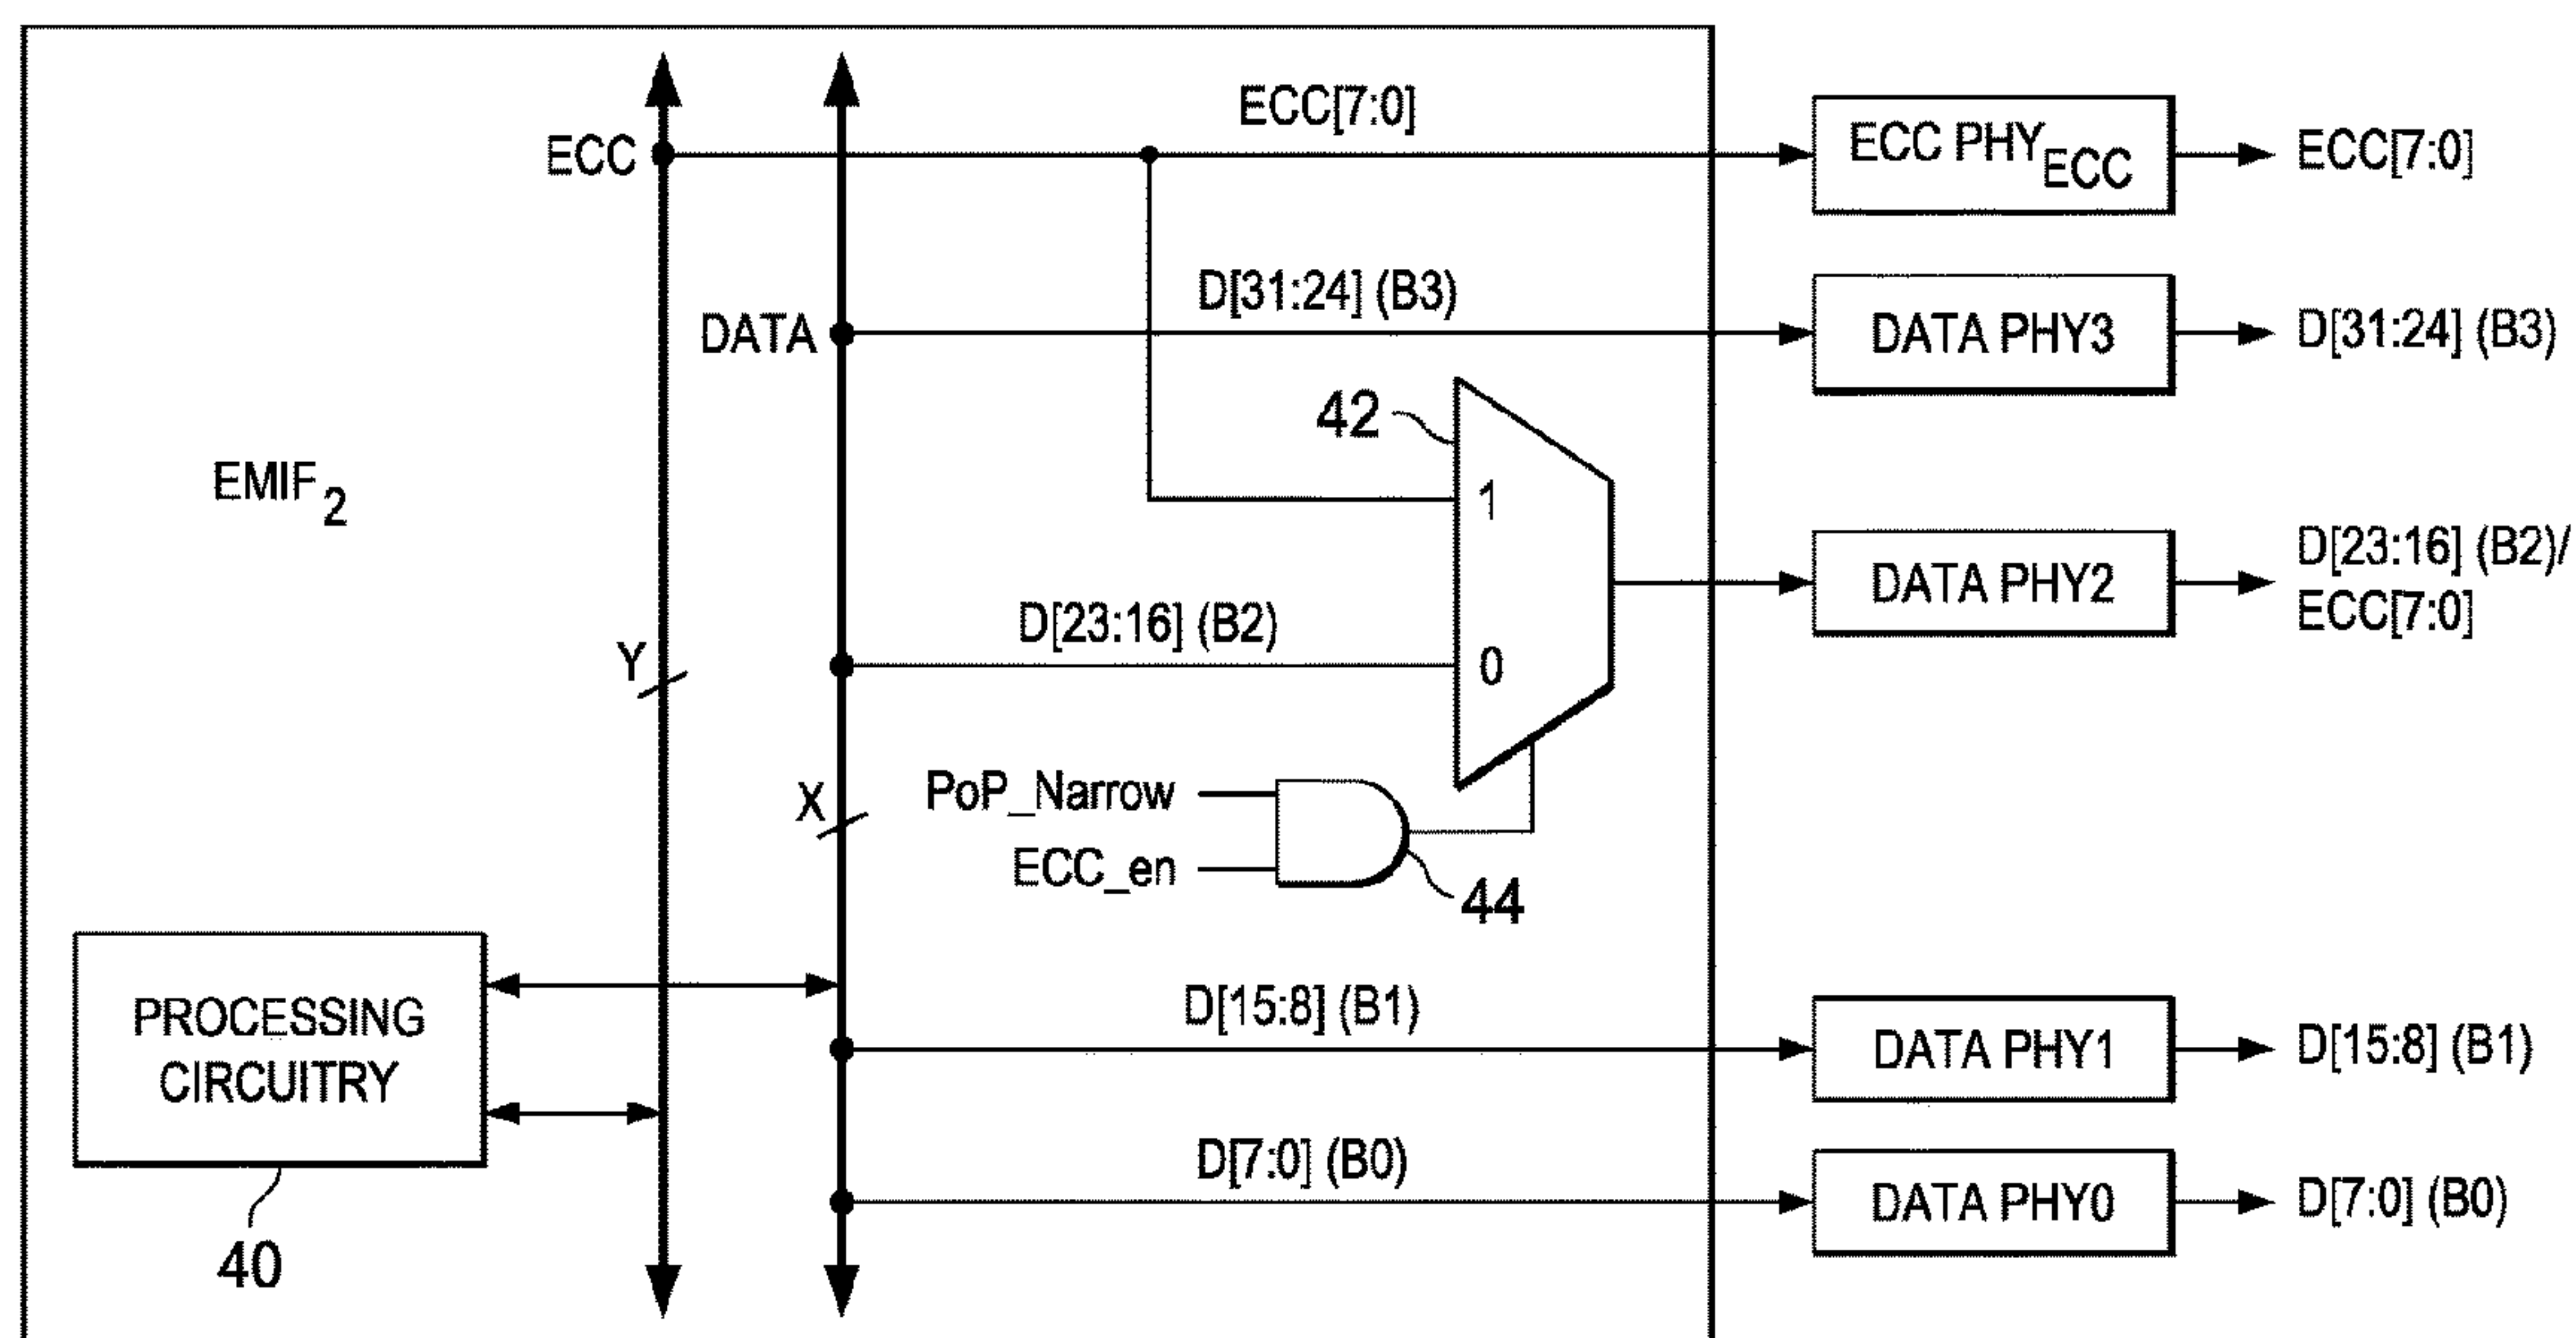 ECC[7:0]
ECC
ECC PHY_ECC
ECC[7:0]
D[31:24] (B3)
DATA
DATA PHY3
D[31:24] (B3)
42
EMIF_2
1
D[23:16] (B2)
0
DATA PHY2
D[23:16] (B2)/
ECC[7:0]
Y
X
PoP_Narrow
ECC_en
44
PROCESSING
CIRCUITRY
40
D[15:8] (B1)
DATA PHY1
D[15:8] (B1)
D[7:0] (B0)
DATA PHY0
D[7:0] (B0)